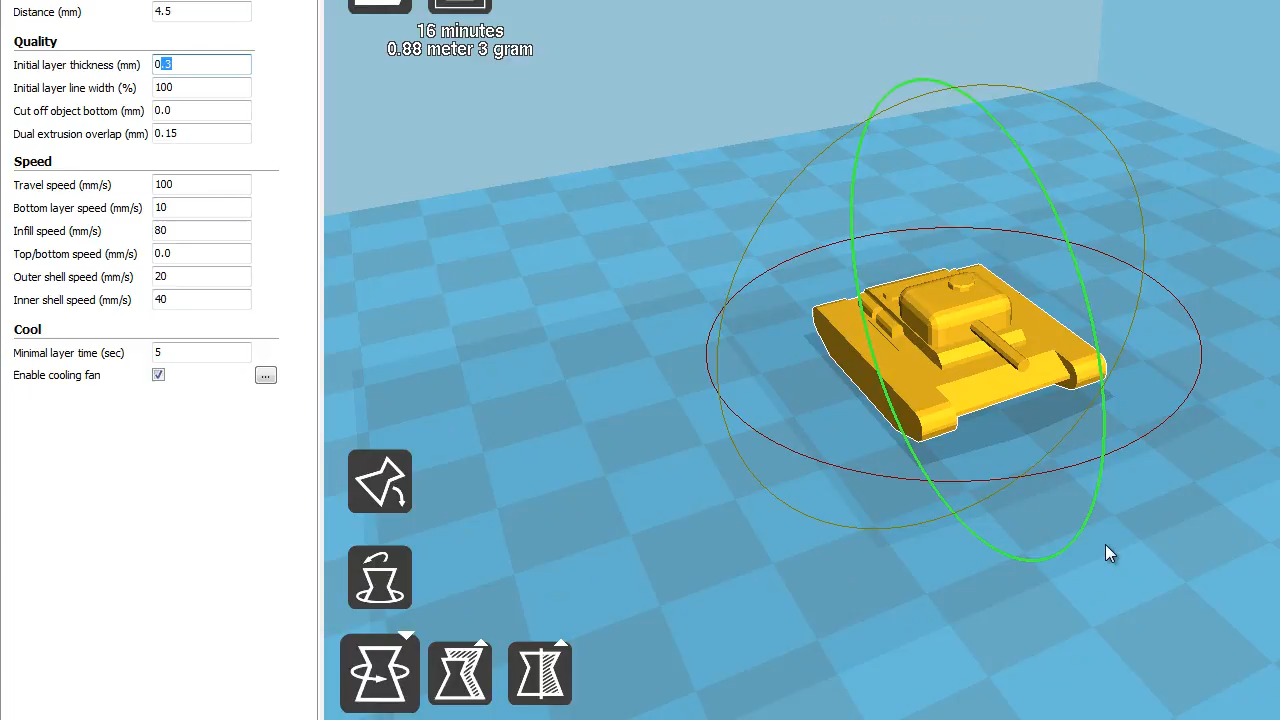 Distance (mm) 4.5
Quality
Initial layer thickness (mm) 0.3
Initial layer line width (%) 100
Cut off object bottom (mm) 0.0
Dual extrusion overlap (mm) 0.15
Speed
Travel speed (mm/s) 100
Bottom layer speed (mm/s) 10
Infill speed (mm/s) 80
Top/bottom speed (mm/s) 0.0
Outer shell speed (mm/s) 20
Inner shell speed (mm/s) 40
Cool
Minimal layer time (sec) 5
Enable cooling fan ...
16 minutes
0.88 meter 3 gram